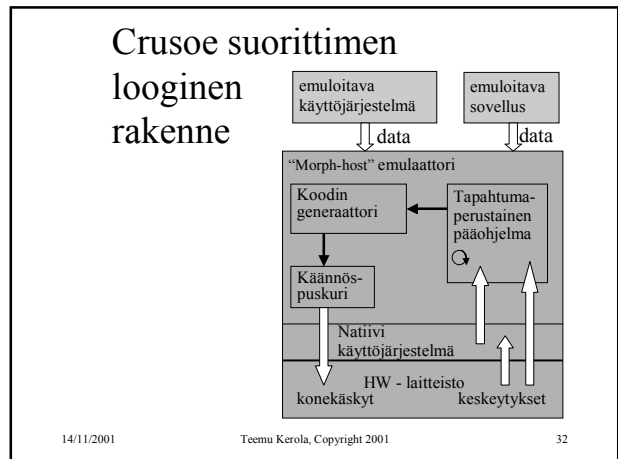 Crusoe suorittimen
looginen
rakenne
emuloitava
käyttöjärjestelmä
emuloitava
sovellus
data
data
“Morph-host” emulaattori
Koodin
generaattori
Tapahtuma-
perustainen
pääohjelma
Käännös-
puskuri
Natiivi
käyttöjärjestelmä
HW - laitteisto
konekäskyt
keskeytykset
14/11/2001
Teemu Kerola, Copyright 2001
32